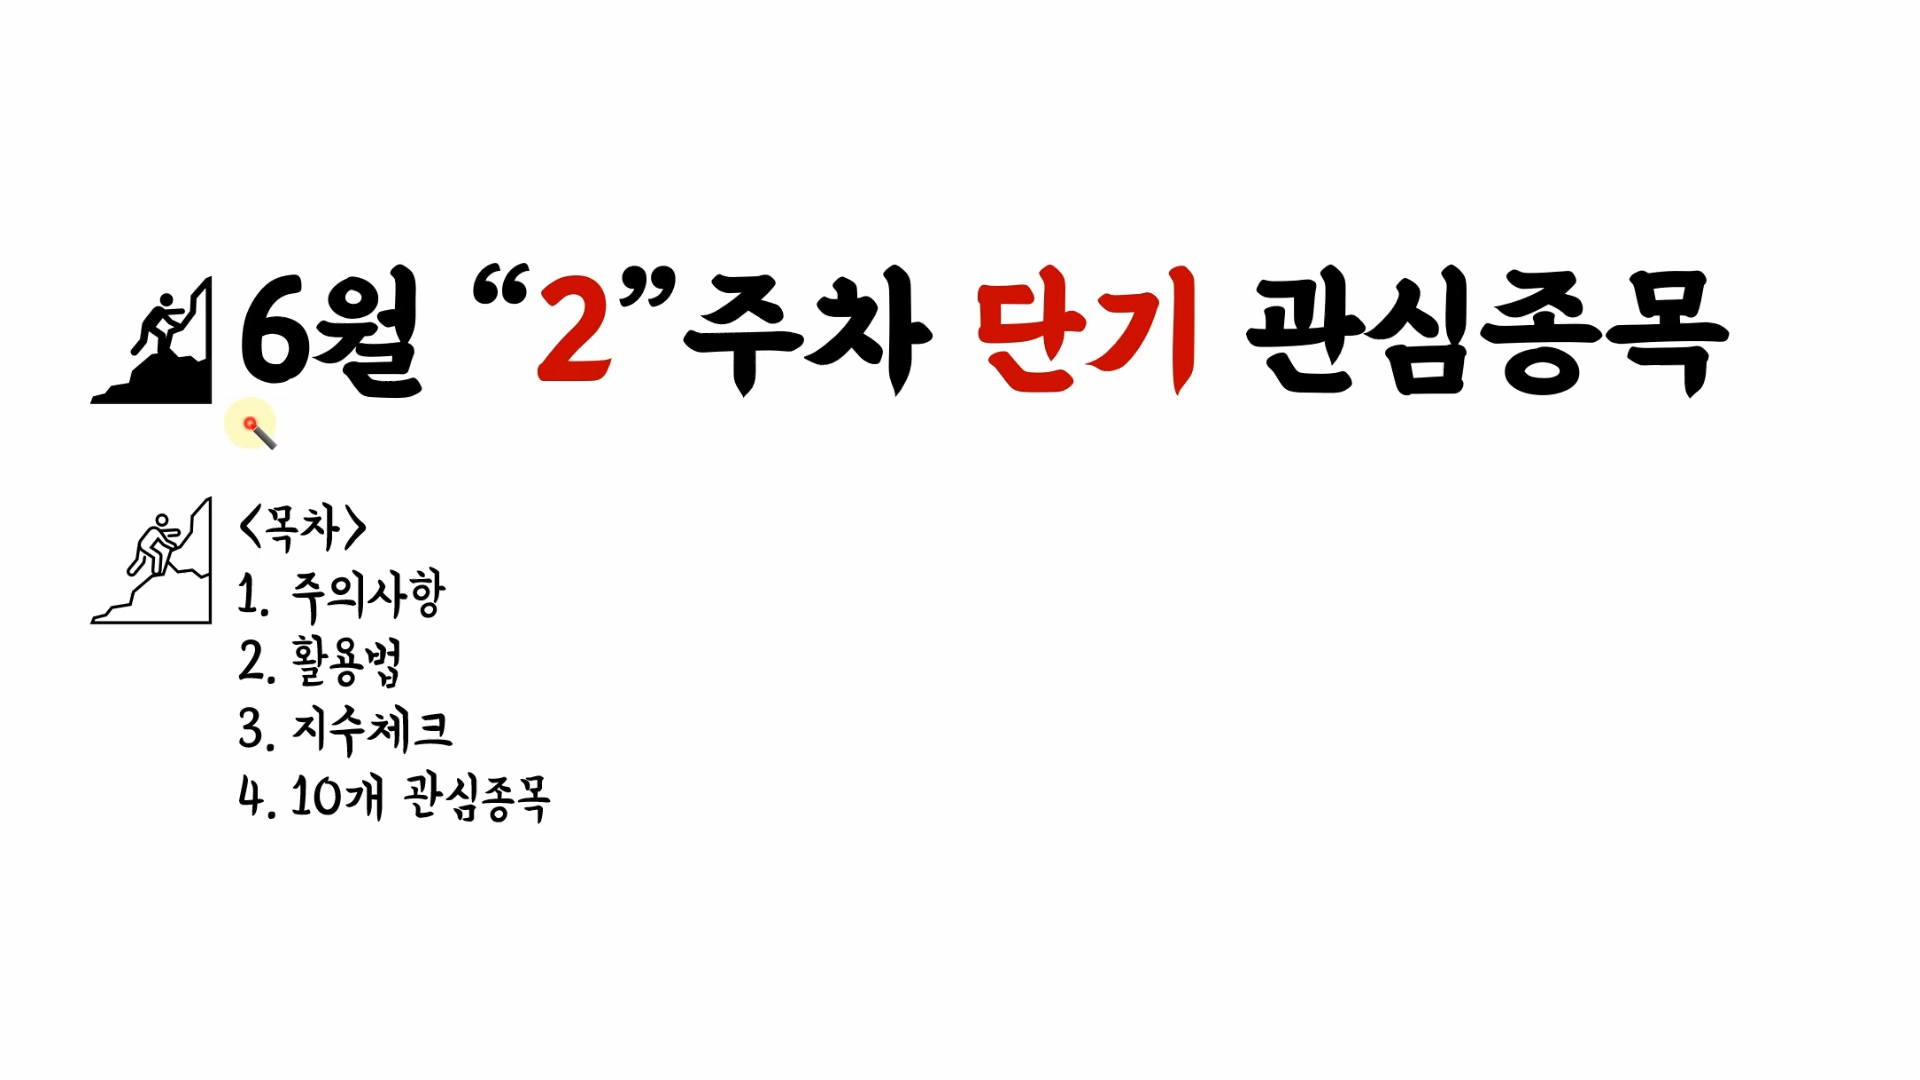 6월 “2”주차 단기 관심종목
<목차>
1. 주의사항
2. 활용법
3. 지수체크
4. 10개 관심종목